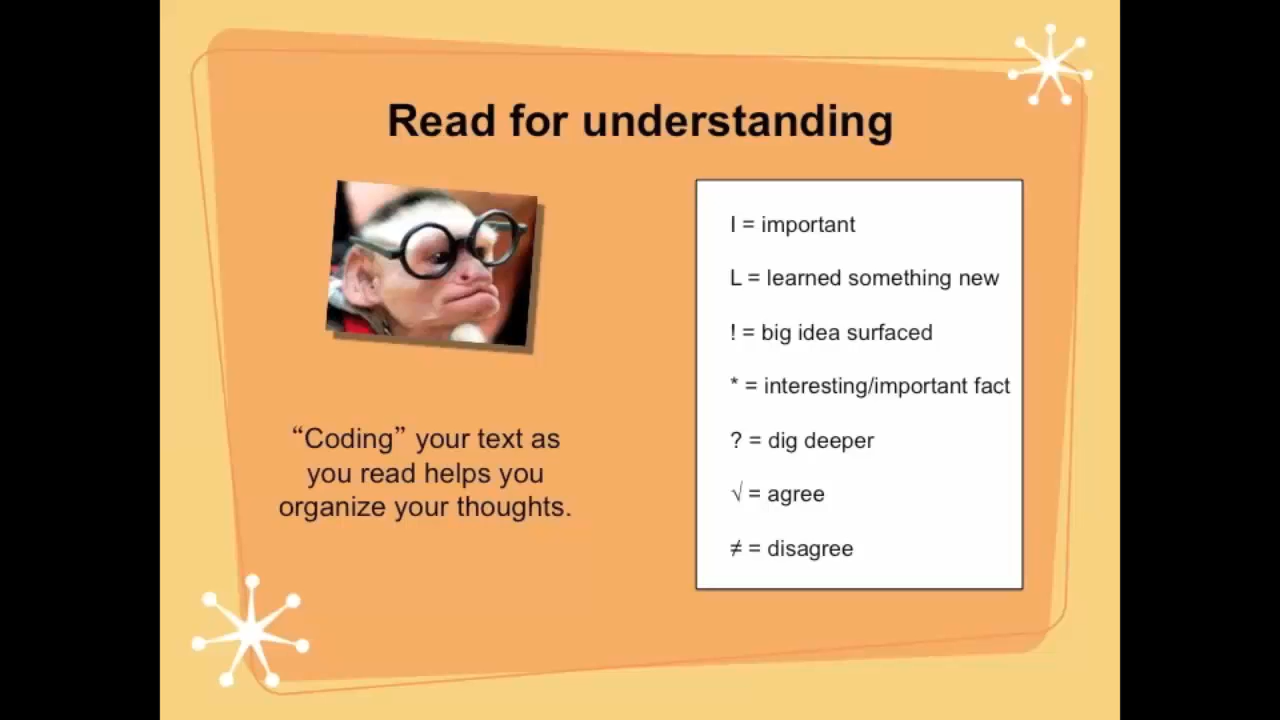 Read for understanding
“Coding” your text as
you read helps you
organize your thoughts.
I = important
L = learned something new
! = big idea surfaced
* = interesting/important fact
? = dig deeper
√ = agree
≠ = disagree